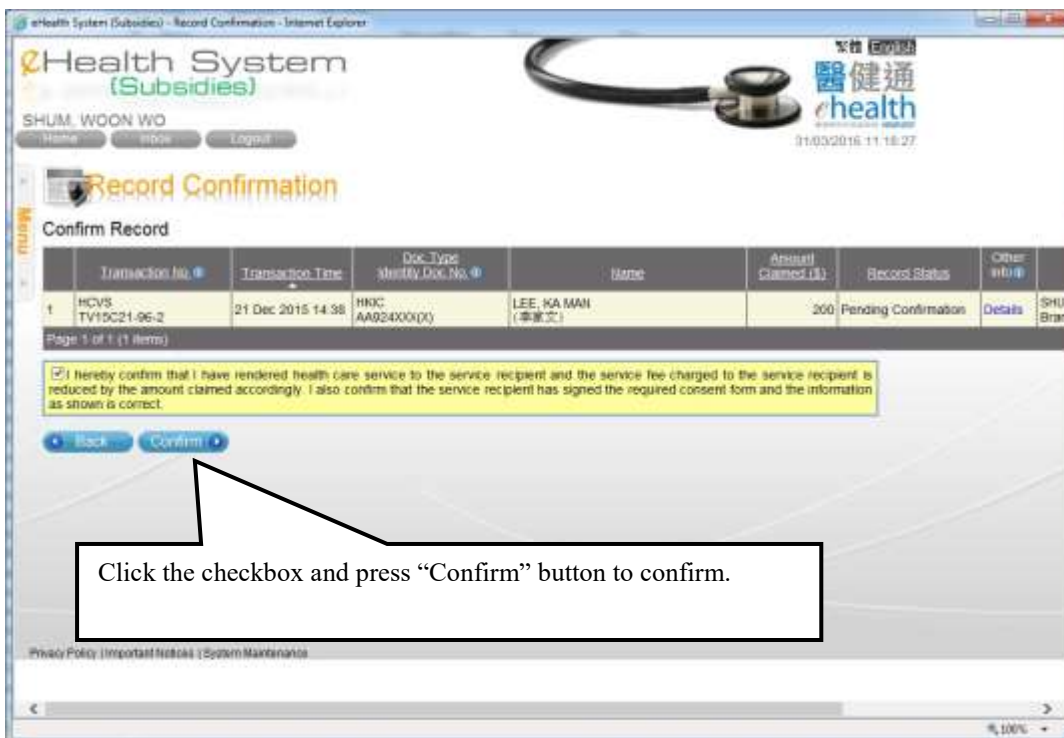 eHealth System (Subsidies) - Record Confirmation - Internet Explorer
eHealth System
(Subsidies)
繁體 English
醫健通
ehealth
SHUM, WOON WO
Home Inbox Logout
31/03/2016 11:18:27
Record Confirmation
Menu
Confirm Record
Transaction No. Transaction Time Doc Type Identity Doc No. Name Amount Claimed ($) Record Status Other Info
1 HCVS 21 Dec 2015 14:38 HKIC LEE, KA MAN 200 Pending Confirmation Details SHU
TV15C21-96-2 AA924XXX(X) (李家文) Bran
Page 1 of 1 (1 items)
I hereby confirm that I have rendered health care service to the service recipient and the service fee charged to the service recipient is
reduced by the amount claimed accordingly. I also confirm that the service recipient has signed the required consent form and the information
as shown is correct.
Back Confirm
Click the checkbox and press “Confirm” button to confirm.
Privacy Policy | Important Notices | System Maintenance
100%